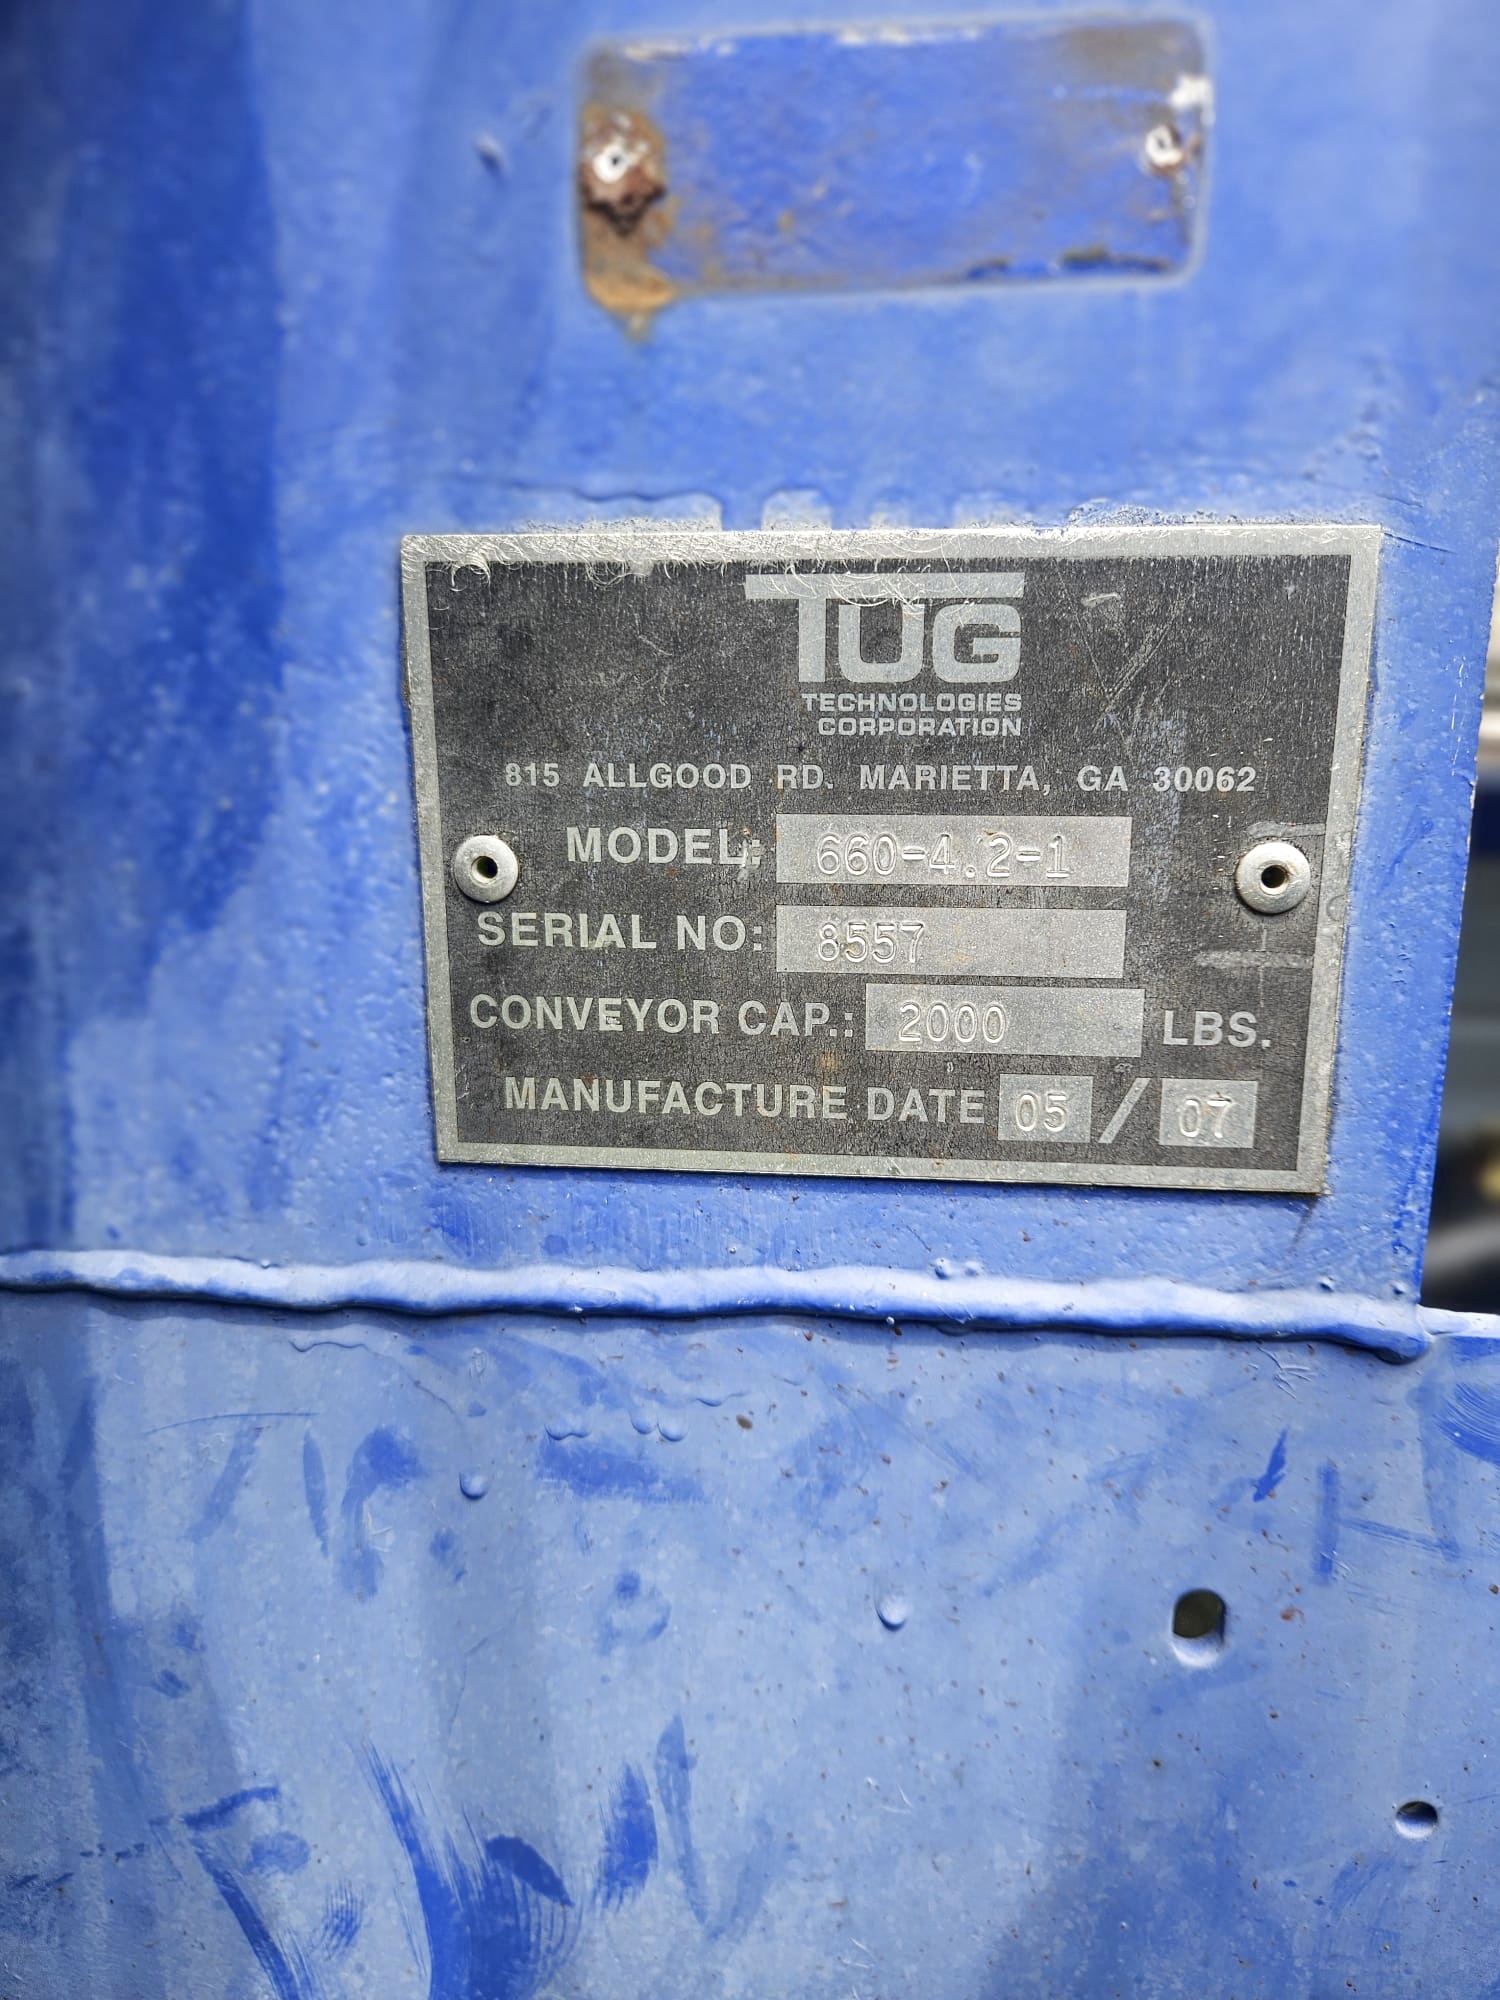 TUG
TECHNOLOGIES
CORPORATION
815 ALLGOOD RD. MARIETTA, GA 30062
MODEL: 660-4.2-1
SERIAL NO: 8557
CONVEYOR CAP.: 2000 LBS.
MANUFACTURE DATE 05 / 07